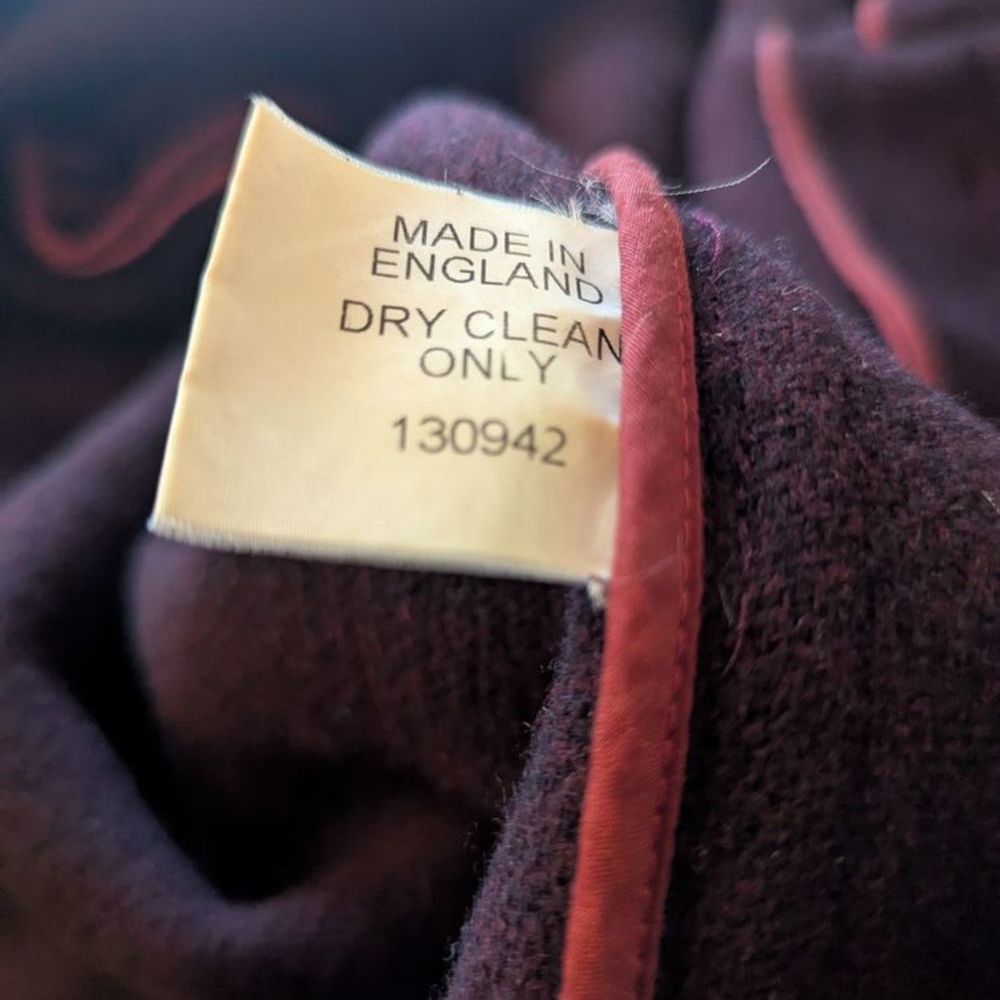 MADE IN
ENGLAND
DRY CLEAN
ONLY
130942